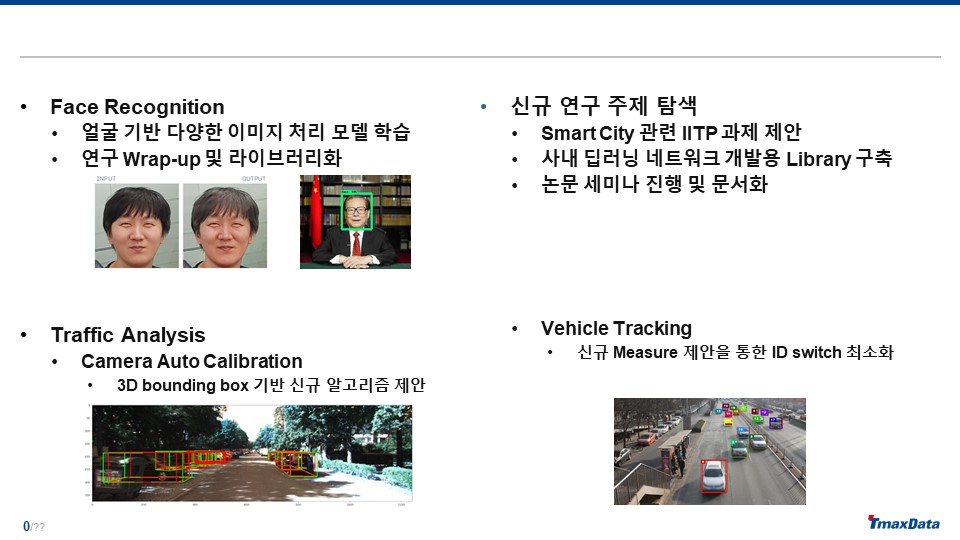 Face Recognition
얼굴 기반 다양한 이미지 처리 모델 학습
연구 Wrap-up 및 라이브러리화
INPUT
OUTPUT
Traffic Analysis
Camera Auto Calibration
3D bounding box 기반 신규 알고리즘 제안
신규 연구 주제 탐색
Smart City 관련 IITP 과제 제안
사내 딥러닝 네트워크 개발용 Library 구축
논문 세미나 진행 및 문서화
Vehicle Tracking
신규 Measure 제안을 통한 ID switch 최소화
0/??
TmaxData